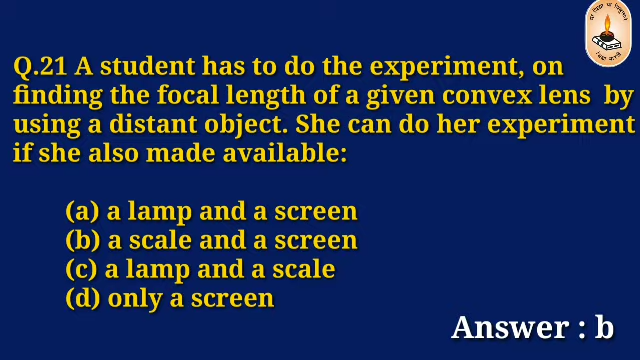 Q.21 A student has to do the experiment, on
finding the focal length of a given convex lens by
using a distant object. She can do her experiment
if she also made available:
(a) a lamp and a screen
(b) a scale and a screen
(c) a lamp and a scale
(d) only a screen
Answer : b